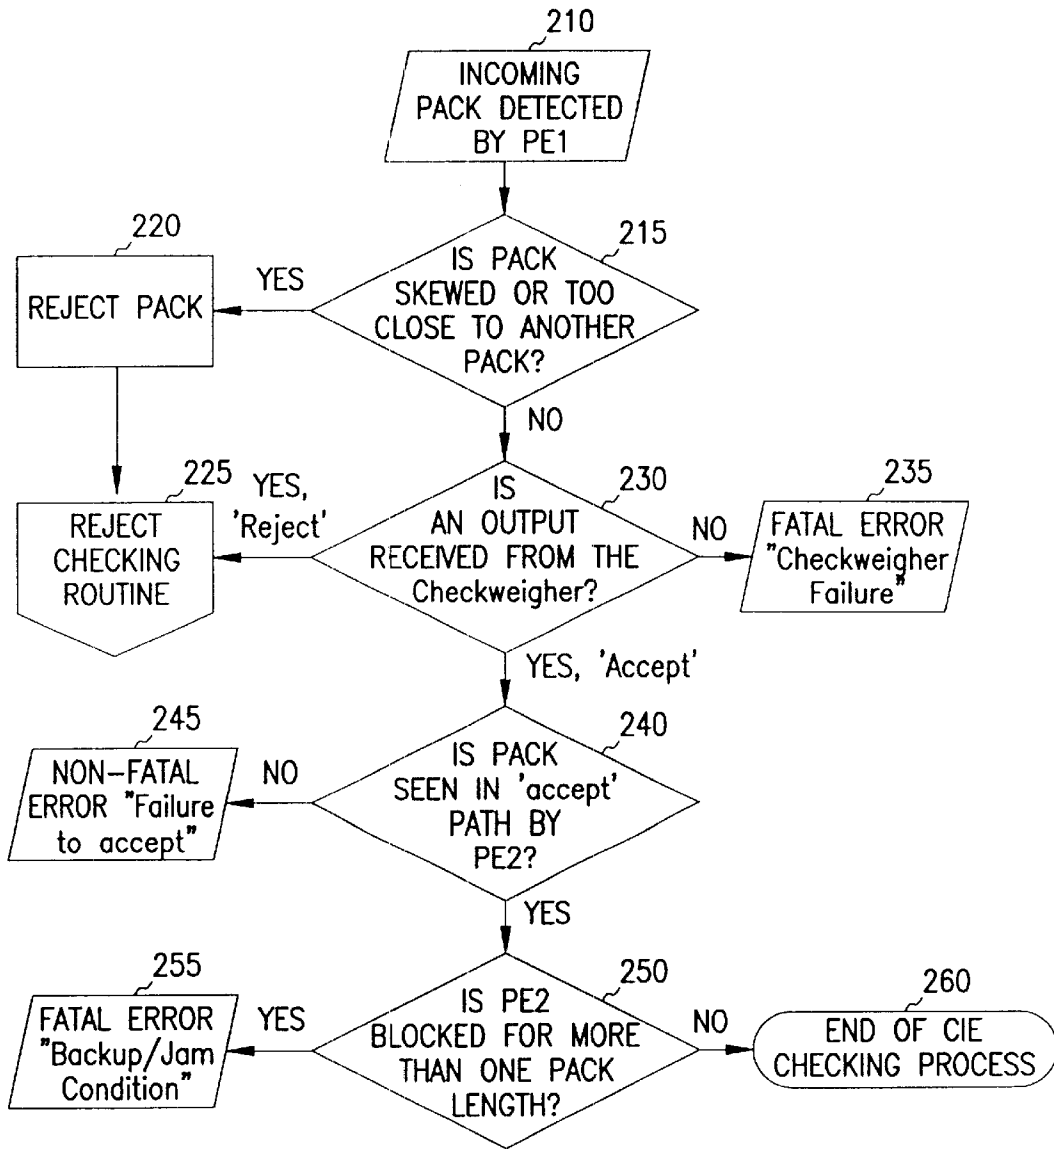 210
INCOMING
PACK DETECTED
BY PE1
220
215
REJECT PACK
YES
IS PACK
SKEWED OR TOO
CLOSE TO ANOTHER
PACK?
NO
225
REJECT
CHECKING
ROUTINE
YES,
'Reject'
230
IS
AN OUTPUT
RECEIVED FROM THE
Checkweigher?
NO
235
FATAL ERROR
"Checkweigher
Failure"
YES, 'Accept'
245
NON-FATAL
ERROR "Failure
to accept"
NO
240
IS PACK
SEEN IN 'accept'
PATH BY
PE2?
YES
255
FATAL ERROR
"Backup/Jam
Condition"
YES
250
IS PE2
BLOCKED FOR MORE
THAN ONE PACK
LENGTH?
NO
260
END OF CIE
CHECKING PROCESS